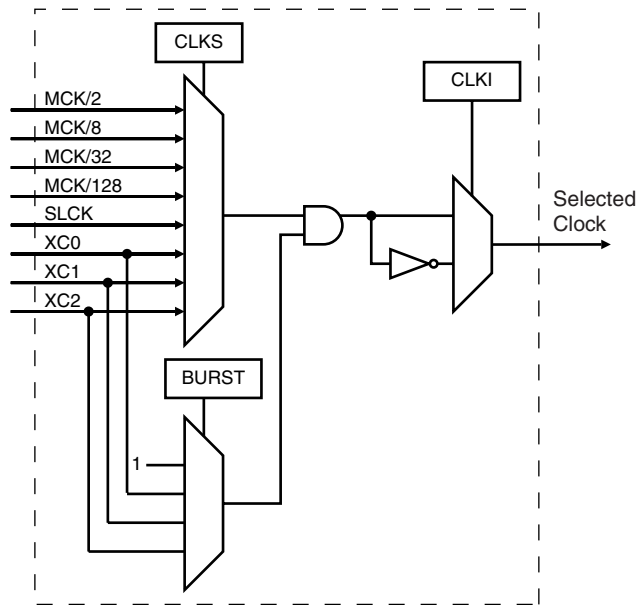 CLKS
CLKI
MCK/2
MCK/8
MCK/32
MCK/128
SLCK
XC0
XC1
XC2
Selected
Clock
BURST
1